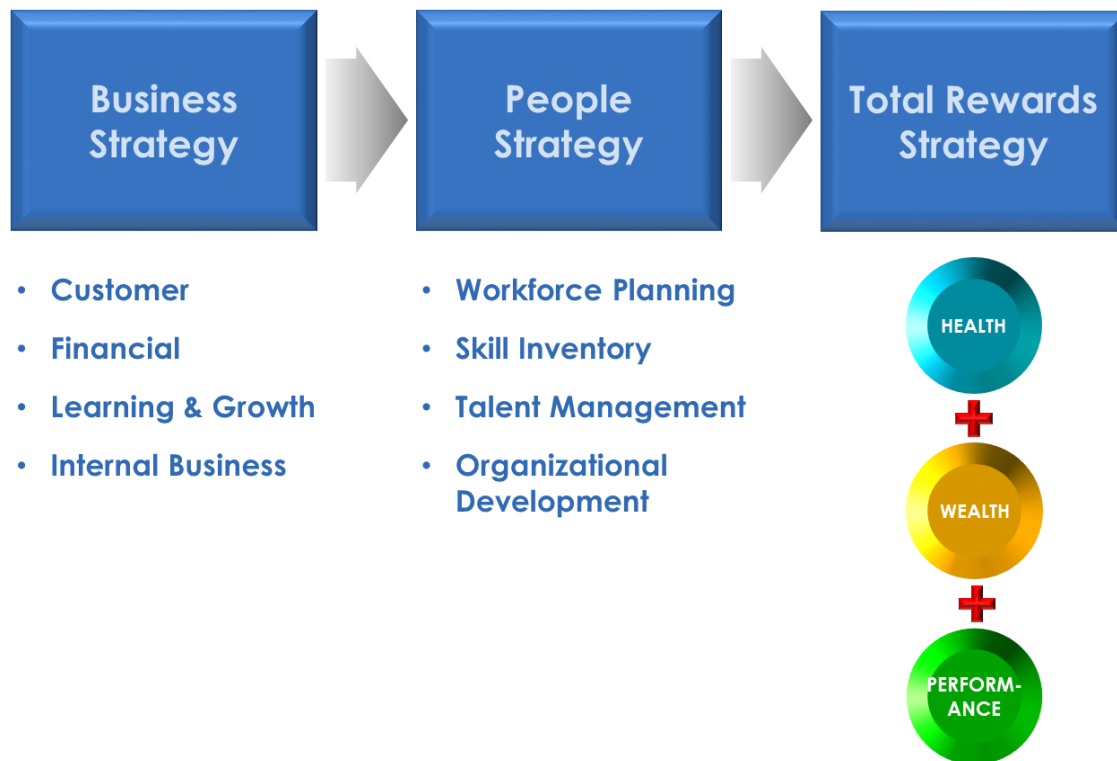 Business
Strategy
People
Strategy
Total Rewards
Strategy
• Customer
• Financial
• Learning & Growth
• Internal Business
• Workforce Planning
• Skill Inventory
• Talent Management
• Organizational
Development
HEALTH
WEALTH
PERFORM-
ANCE